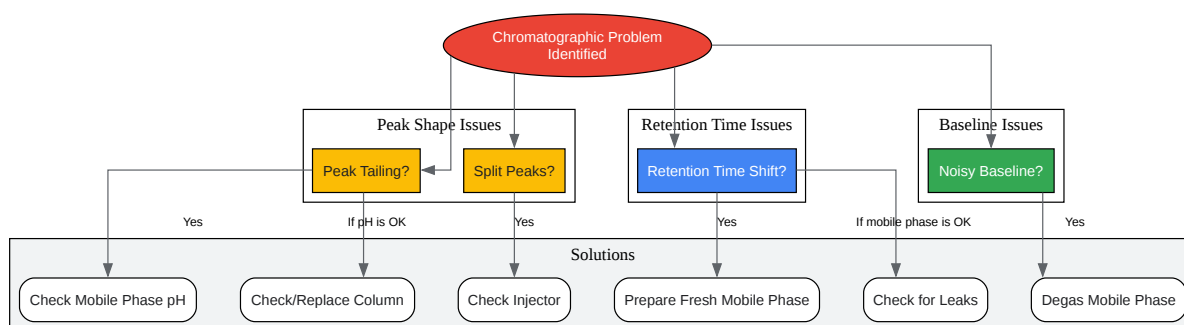 Chromatographic Problem
Identified
Peak Shape Issues
Retention Time Issues
Baseline Issues
Peak Tailing?
Split Peaks?
Retention Time Shift?
Noisy Baseline?
Yes
If pH is OK
Yes
Yes
If mobile phase is OK
Yes
Solutions
Check Mobile Phase pH
Check/Replace Column
Check Injector
Prepare Fresh Mobile Phase
Check for Leaks
Degas Mobile Phase